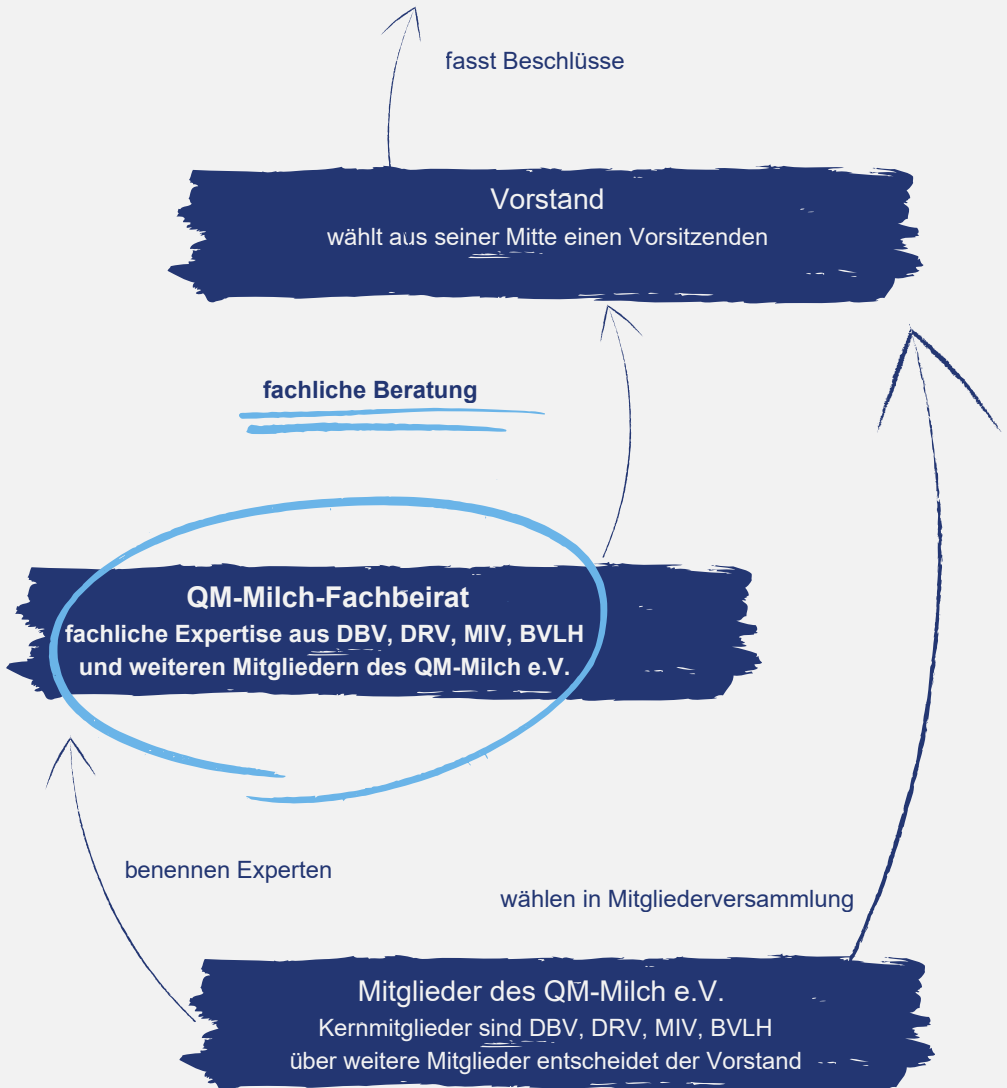 fasst Beschlüsse
Vorstand
wählt aus seiner Mitte einen Vorsitzenden
fachliche Beratung
QM-Milch-Fachbeirat
fachliche Expertise aus DBV, DRV, MIV, BVLH
und weiteren Mitgliedern des QM-Milch e.V.
benennen Experten
wählen in Mitgliederversammlung
Mitglieder des QM-Milch e.V.
Kernmitglieder sind DBV, DRV, MIV, BVLH
über weitere Mitglieder entscheidet der Vorstand